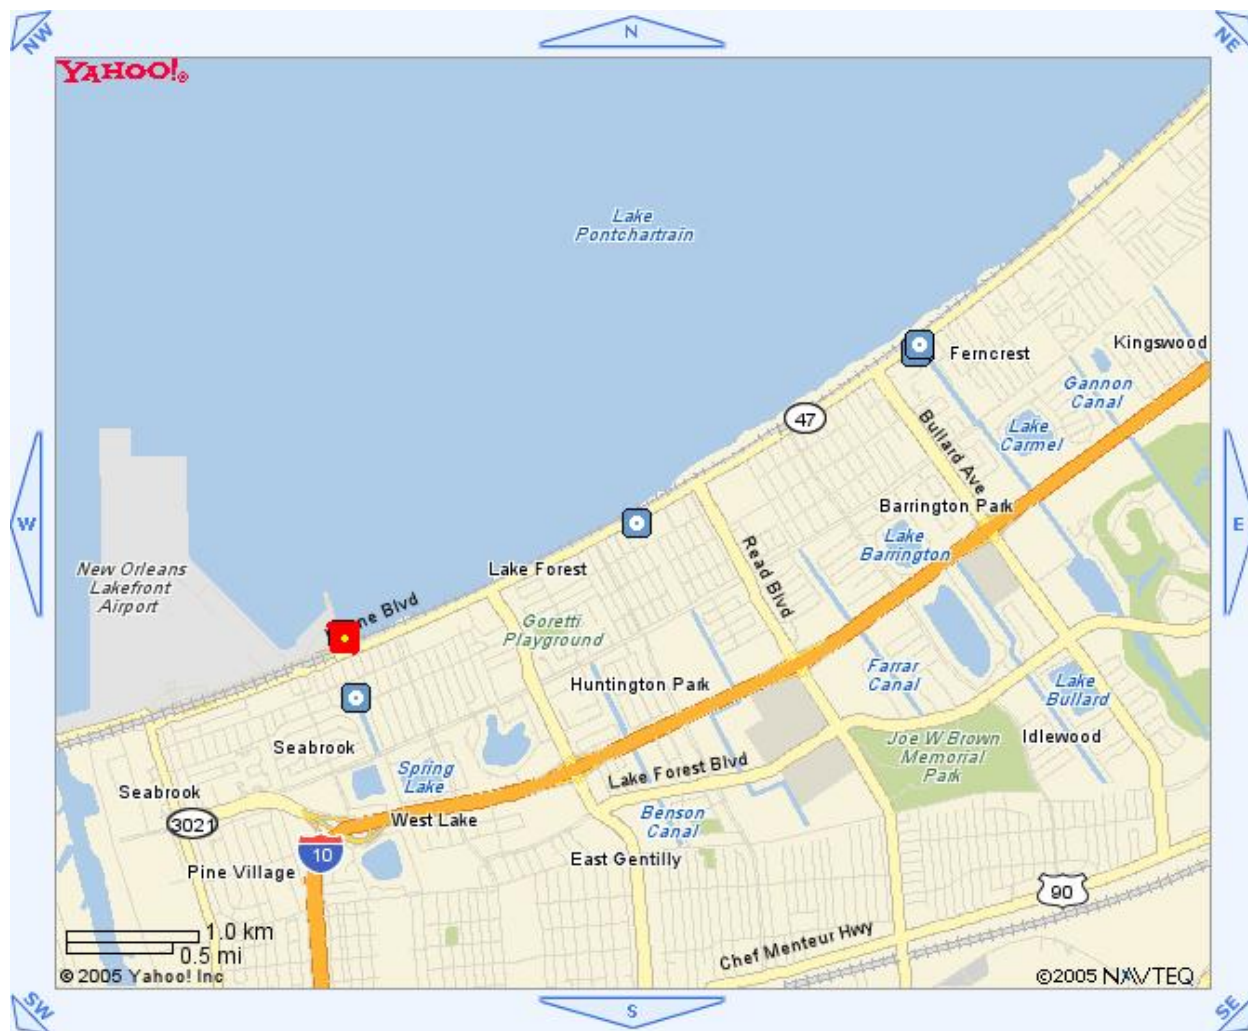 NW
N
NE
YAHOO!®
Lake
Pontchartrain
Kingswood
Ferncrest
Gannon
Canal
47
Bullard Ave
Lake
Carmel
W
E
Barrington Park
Lake
Barrington
Read Blvd
New Orleans
Lakefront
Airport
Lake Forest
ne Blvd
Goretti
Playground
Huntington Park
Farrar
Canal
Lake
Bullard
Seabrook
Joe W Brown
Memorial
Park
Idlewood
Spring
Lake
Lake Forest Blvd
Seabrook
3021
West Lake
Benson
Canal
10
Pine Village
East Gentilly
90
1.0 km
0.5 mi
Chef Menteur Hwy
© 2005 Yahoo! Inc
©2005 NAVTEQ
SW
S
SE